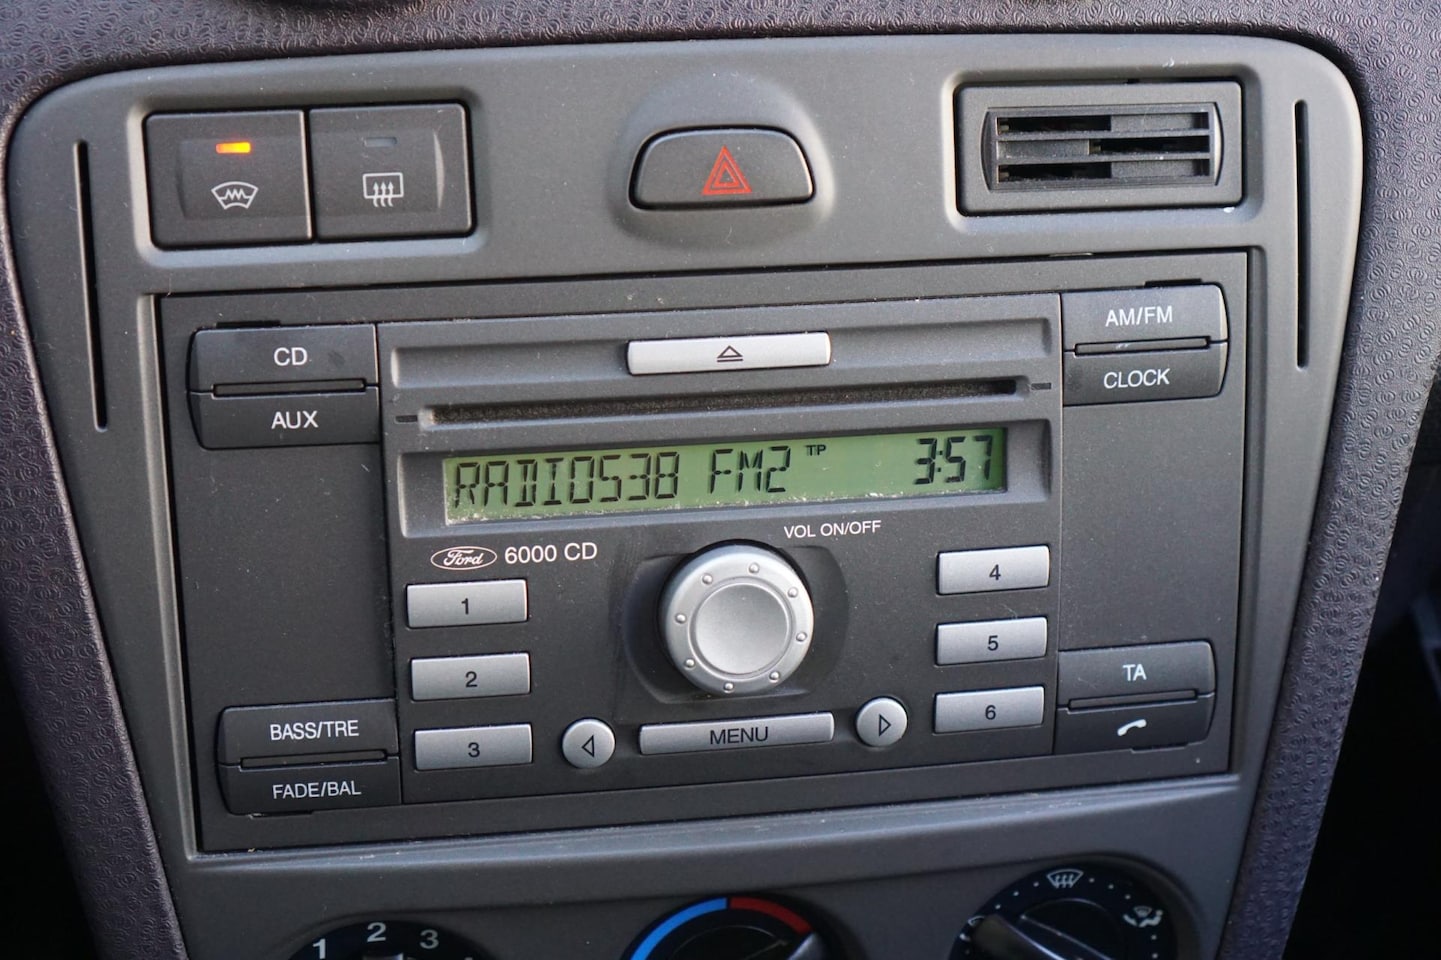 CD
AUX
AM/FM
CLOCK
RADIO538 FM2 TP 3:57
VOL ON/OFF
Ford 6000 CD
1
2
3
4
5
6
MENU
BASS/TRE
FADE/BAL
TA
1 2 3